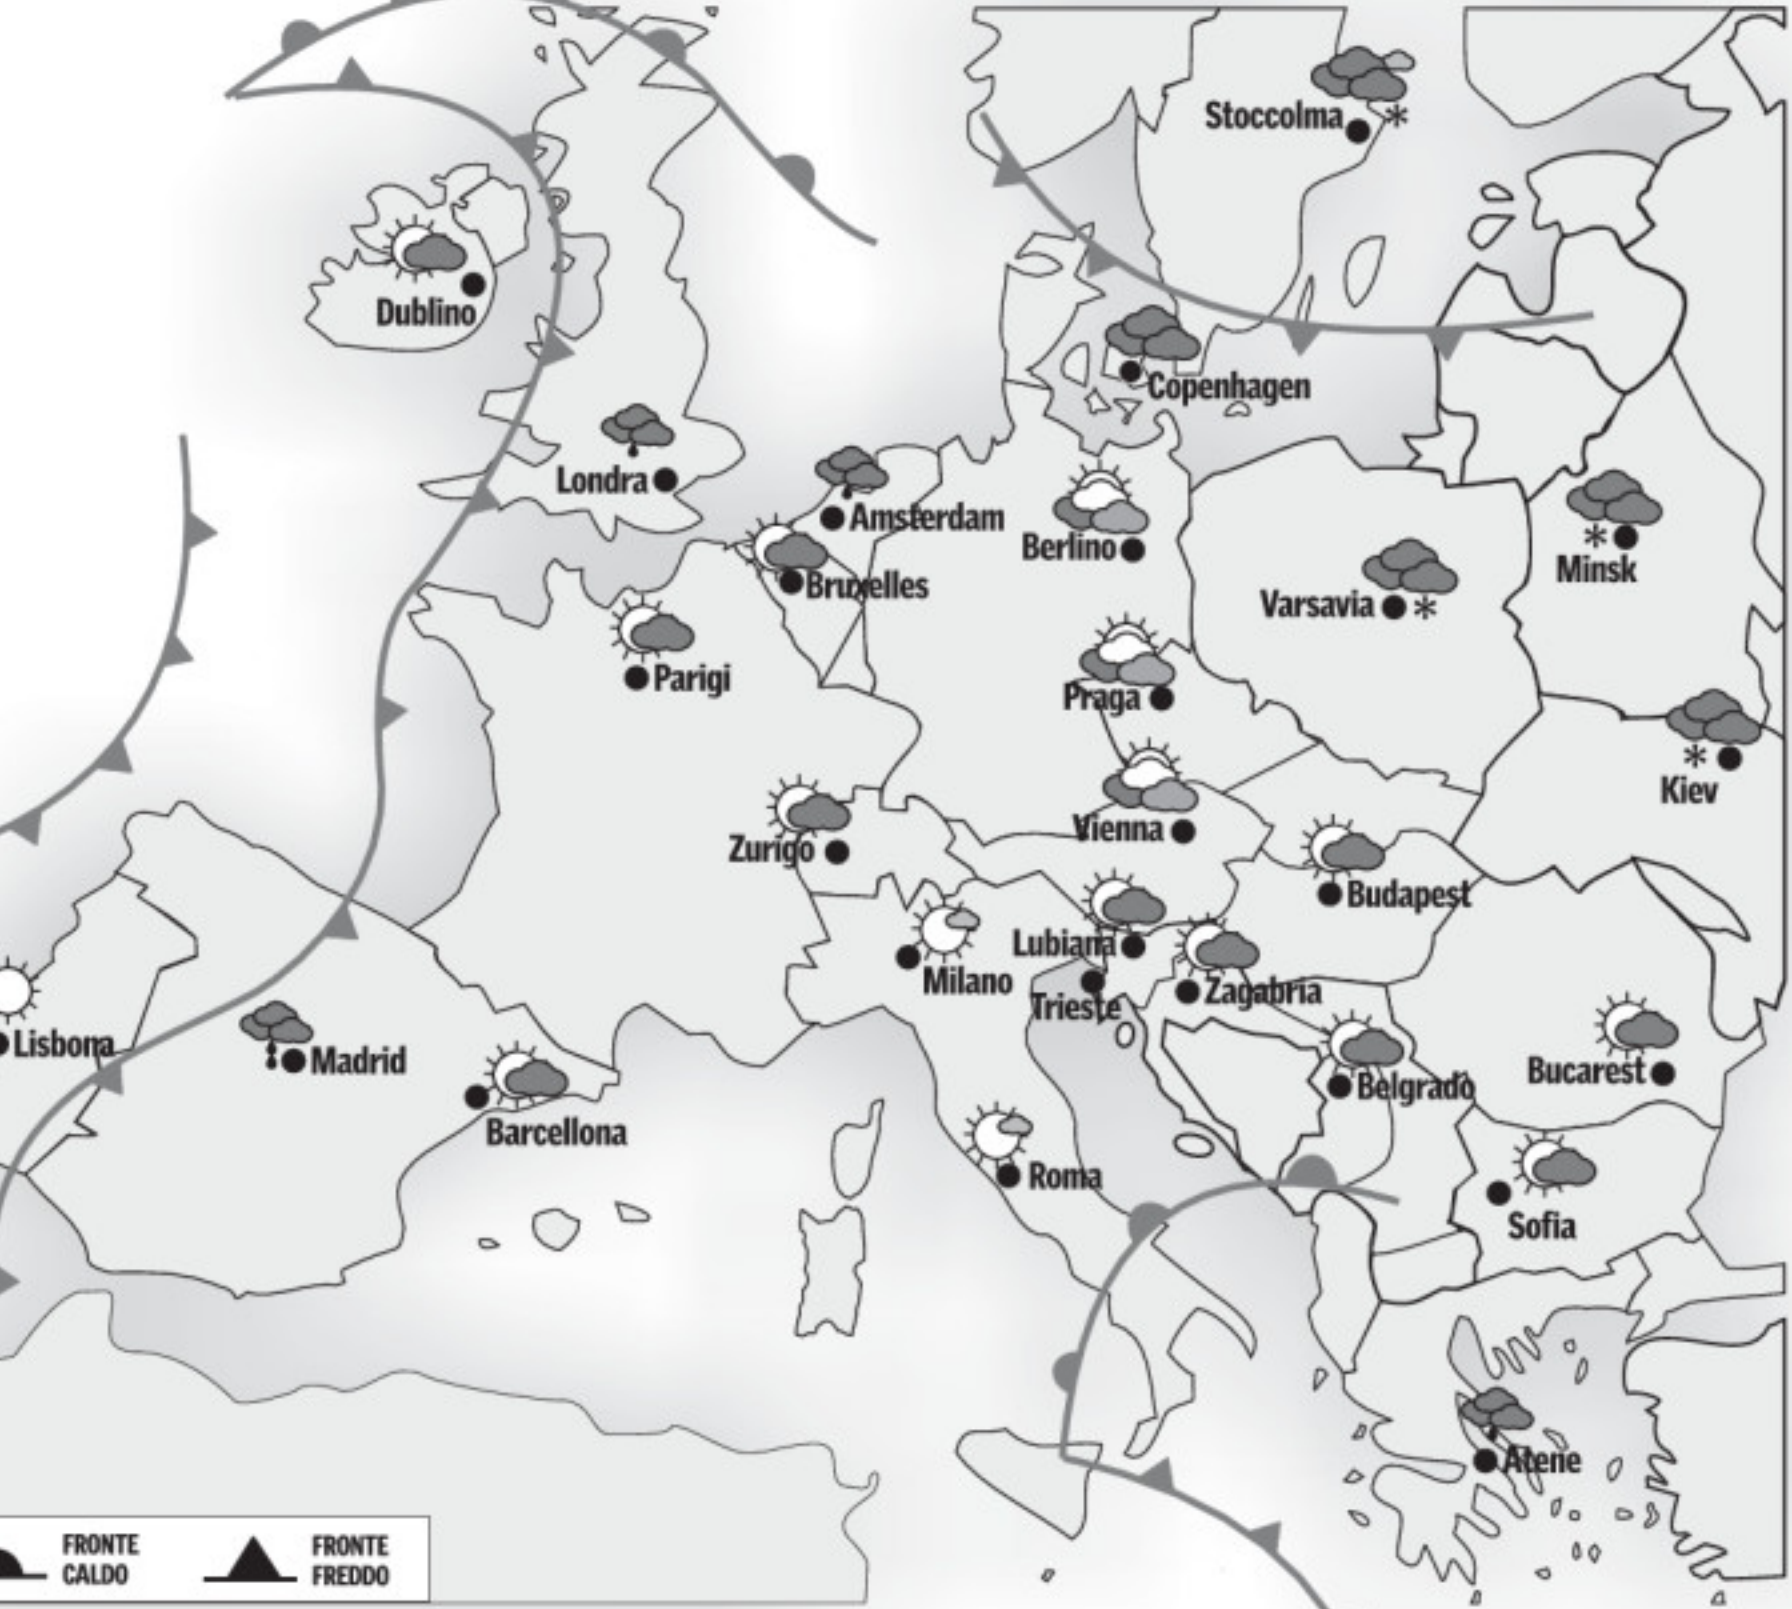 Stoccolma
Dublino
Copenhagen
Londra
Amsterdam
Berlino
Minsk
Bruxelles
Varsavia
Parigi
Praga
Kiev
Vienna
Zurigo
Budapest
Lubiana
Milano
Zagabria
Trieste
Lisbona
Madrid
Bucarest
Belgrado
Barcellona
Roma
Sofia
Atene
FRONTE
CALDO
FRONTE
FREDDO